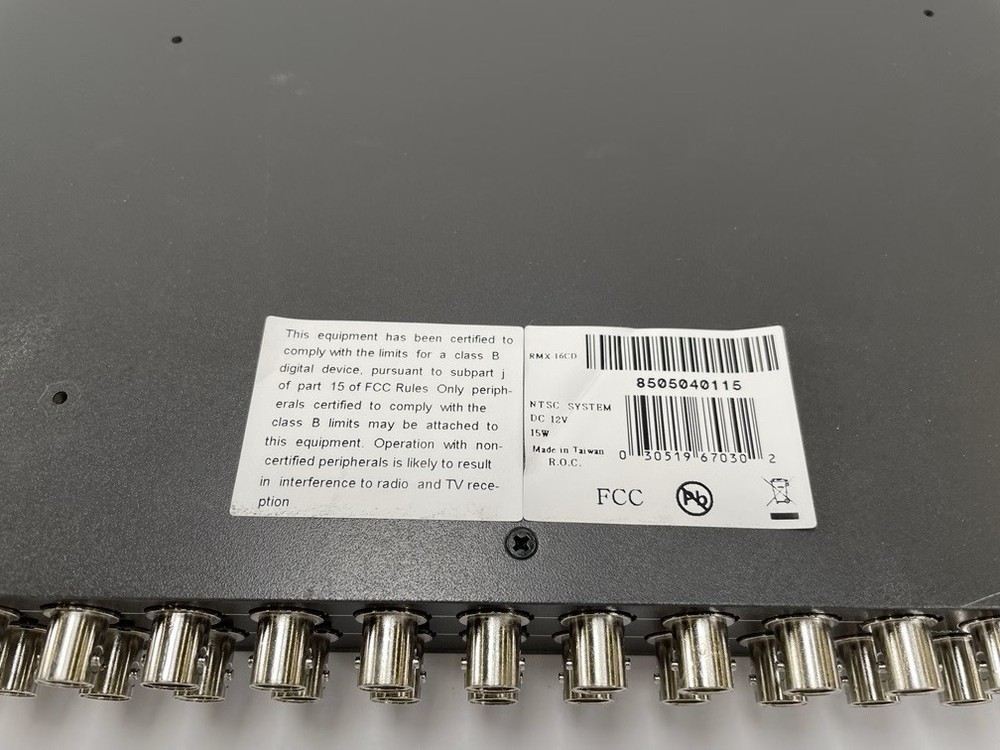 This equipment has been certified to
comply with the limits for a class B
digital device, pursuant to subpart j
of part 15 of FCC Rules Only periph-
erals certified to comply with the
class B limits may be attached to
this equipment. Operation with non-
certified peripherals is likely to result
in interference to radio and TV rece-
ption
RMX 16CD
8505040115
NTSC SYSTEM
DC 12V
15W
Made in Taiwan
R.O.C.
0 30519 67030 2
FCC
Pb